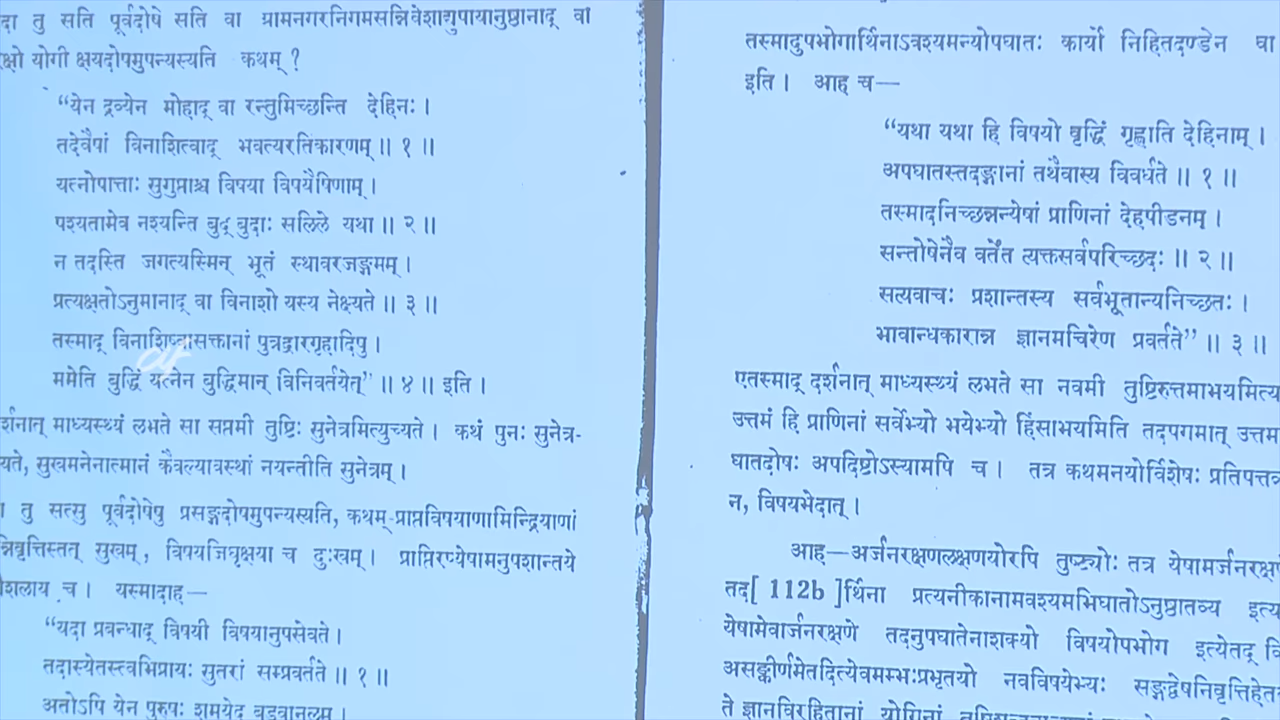 दा तु सति पूर्वदोषे सति वा ग्रामनगरनिगमसन्निवेशाद्युपायानुष्ठानाद् वा
क्षो योगी क्षयदोषमुपन्यस्यति कथम् ?
“येन द्रव्येन मोहाद् वा रन्तुमिच्छन्ति देहिनः ।
तदेवैषां विनाशित्वाद् भवत्यरतिकारणम् ॥ १ ॥
यत्नोपात्ताः सुगुप्ताश्च विषया विषयैषिणाम् ।
पश्यतामेव नश्यन्ति बुद् बुदाः सलिले यथा ॥ २ ॥
न तदस्ति जगत्यस्मिन् भूतं स्थावरजङ्गमम् ।
प्रत्यक्षतोऽनुमानाद् वा विनाशो यस्य नेक्ष्यते ॥ ३ ॥
तस्माद् विनाशिष्वासक्तानां पुत्रदारगृहादिषु ।
ममेति बुद्धिं यत्नेन बुद्धिमान् विनिवर्तयेत्” ॥ ४ ॥ इति ।
र्शनात् माध्यस्थ्यं लभते सा सप्तमी तुष्टिः सुनेत्रमित्युच्यते । कथं पुनः सुनेत्र-
यते, सुखमनेनात्मानं कैवल्यावस्थां नयन्तीति सुनेत्रम् ।
ा तु सत्सु पूर्वदोषेषु प्रसङ्गदोषमुपन्यस्यति, कथम्-प्राप्तविषयाणामिन्द्रियाणां
न्निवृत्तिस्तत् सुखम्, विषयजिघृक्षया च दुःखम् । प्राप्तिरप्येषामनुपशान्तये
ौशलाय च । यस्मादाह—
“यदा प्रबन्धाद् विषयी विषयानुपसेवते ।
तदास्येतस्त्वभिप्रायः सुतरां सम्प्रवर्तते ॥ १ ॥
अतोऽपि येन पुरुषः शमयेद् बडवानलम् ।
तस्मादुपभोगार्थिनाऽवश्यमन्योपघातः कार्यो निहितदण्डेन वा
इति । आह च—
“यथा यथा हि विषयो वृद्धिं गृह्णाति देहिनाम् ।
अपघातस्तदङ्गानां तथैवास्य विवर्धते ॥ १ ॥
तस्मादनिच्छन्नन्येषां प्राणिनां देहपीडनम् ।
सन्तोषेनैव वर्तेत त्यक्तसर्वपरिच्छदः ॥ २ ॥
सत्यवाचः प्रशान्तस्य सर्वभूतान्यनिच्छतः ।
भावान्धकारान्न ज्ञानमचिरेण प्रवर्तते” ॥ ३ ॥
एतस्माद् दर्शनात् माध्यस्थ्यं लभते सा नवमी तुष्टिरुत्तमाभयमित्य
उत्तमं हि प्राणिनां सर्वेभ्यो भयेभ्यो हिंसाभयमिति तदपगमात् उत्तम
घातदोषः अपदिष्टोऽस्यामपि च । तत्र कथमनयोर्विशेषः प्रतिपत्तव
न, विषयभेदात् ।
आह—अर्जनरक्षणलक्षणयोरपि तुष्ट्योः तत्र येषामर्जनरक्षण
तद[ 112b ]र्थिना प्रत्यनीकानामवश्यमभिघातोऽनुष्ठातव्य इत्य
येषामेवार्जनरक्षणे तदनुपघातेनाशक्यो विषयोपभोग इत्येतद् वि
असङ्कीर्णमेतदित्येवमम्भःप्रभृतयो नवविषयेभ्यः सङ्गद्वेषनिवृत्तिहेत
ते ज्ञानविरहितानां योगिनां